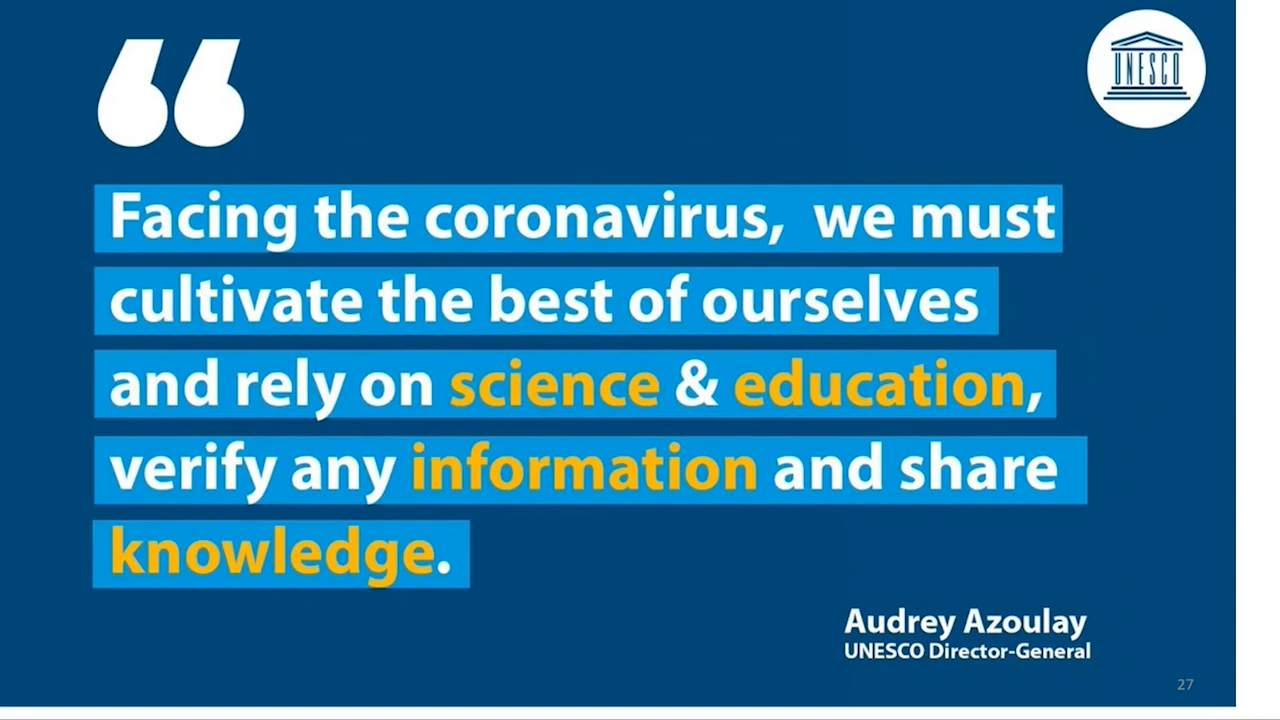 UNESCO
Facing the coronavirus,  we must
cultivate the best of ourselves
and rely on science & education,
verify any information and share
knowledge.
Audrey Azoulay
UNESCO Director-General
27